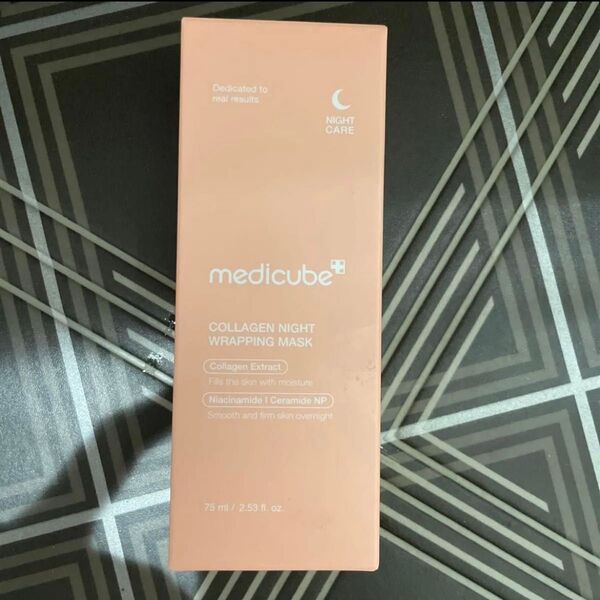 Dedicated to
real results
NIGHT
CARE
medicube
COLLAGEN NIGHT
WRAPPING MASK
Collagen Extract
Fills the skin with moisture
Niacinamide | Ceramide NP
Smooth and firm skin overnight
75 ml / 2.53 fl. oz.